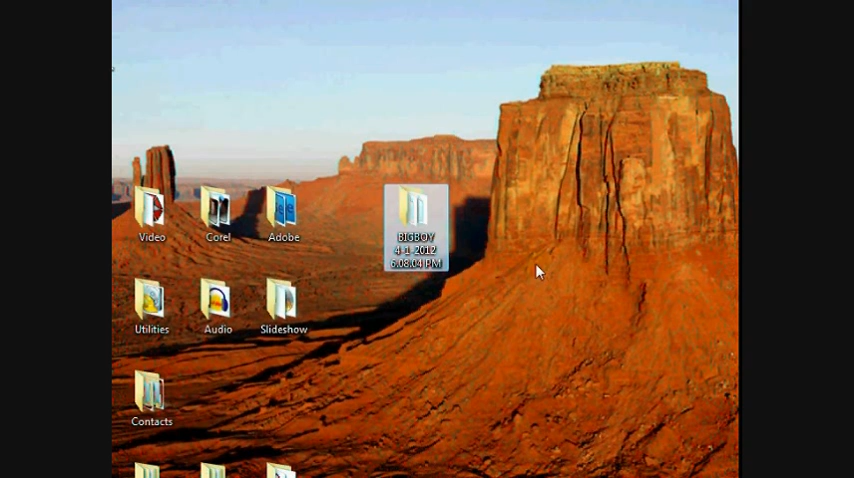 Video
Corel
Adobe
BIGBOY
4-1-2012
6.08.04 PM
Utilities
Audio
Slideshow
Contacts